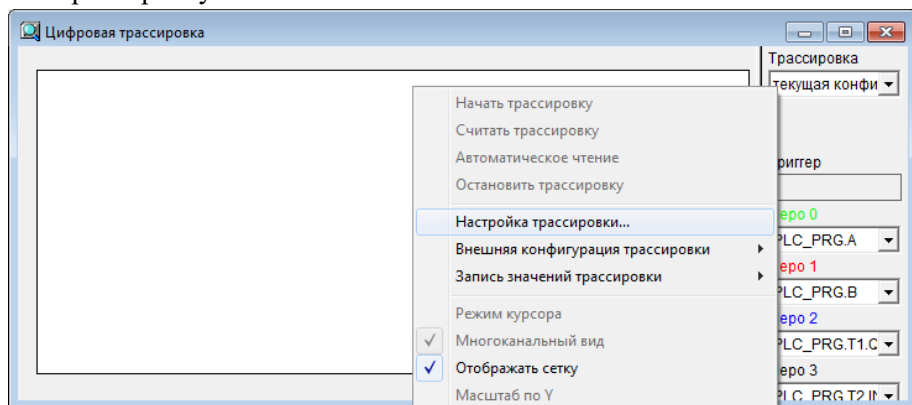 Цифровая трассировка
Трассировка
текущая конфи
Начать трассировку
Считать трассировку
Автоматическое чтение
Остановить трассировку
Настройка трассировки...
Внешняя конфигурация трассировки
Запись значений трассировки
Режим курсора
Многоканальный вид
Отображать сетку
Масштаб по Y
риггер
еро 0
PLC_PRG.A
еро 1
PLC_PRG.B
еро 2
PLC_PRG.T1.Q
еро 3
PLC_PRG.T2.IN